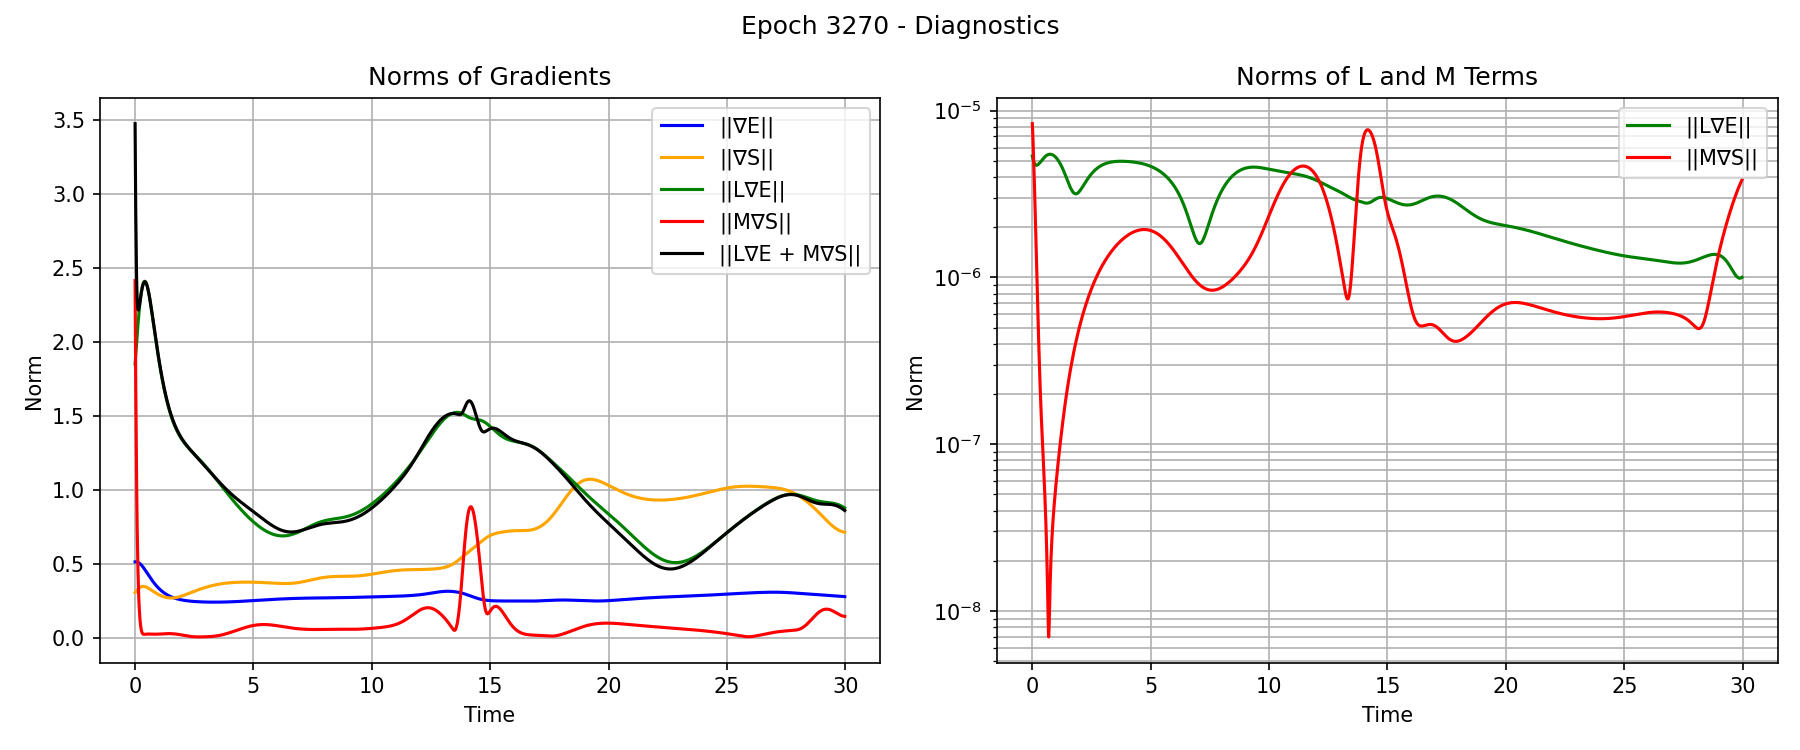 Epoch 3270 - Diagnostics
Norms of Gradients
Norm
3.5
3.0
2.5
2.0
1.5
1.0
0.5
0.0
0 5 10 15 20 25 30
Time
||∇E||
||∇S||
||L∇E||
||M∇S||
||L∇E + M∇S||
Norms of L and M Terms
Norm
10⁻⁵
10⁻⁶
10⁻⁷
10⁻⁸
0 5 10 15 20 25 30
Time
||L∇E||
||M∇S||